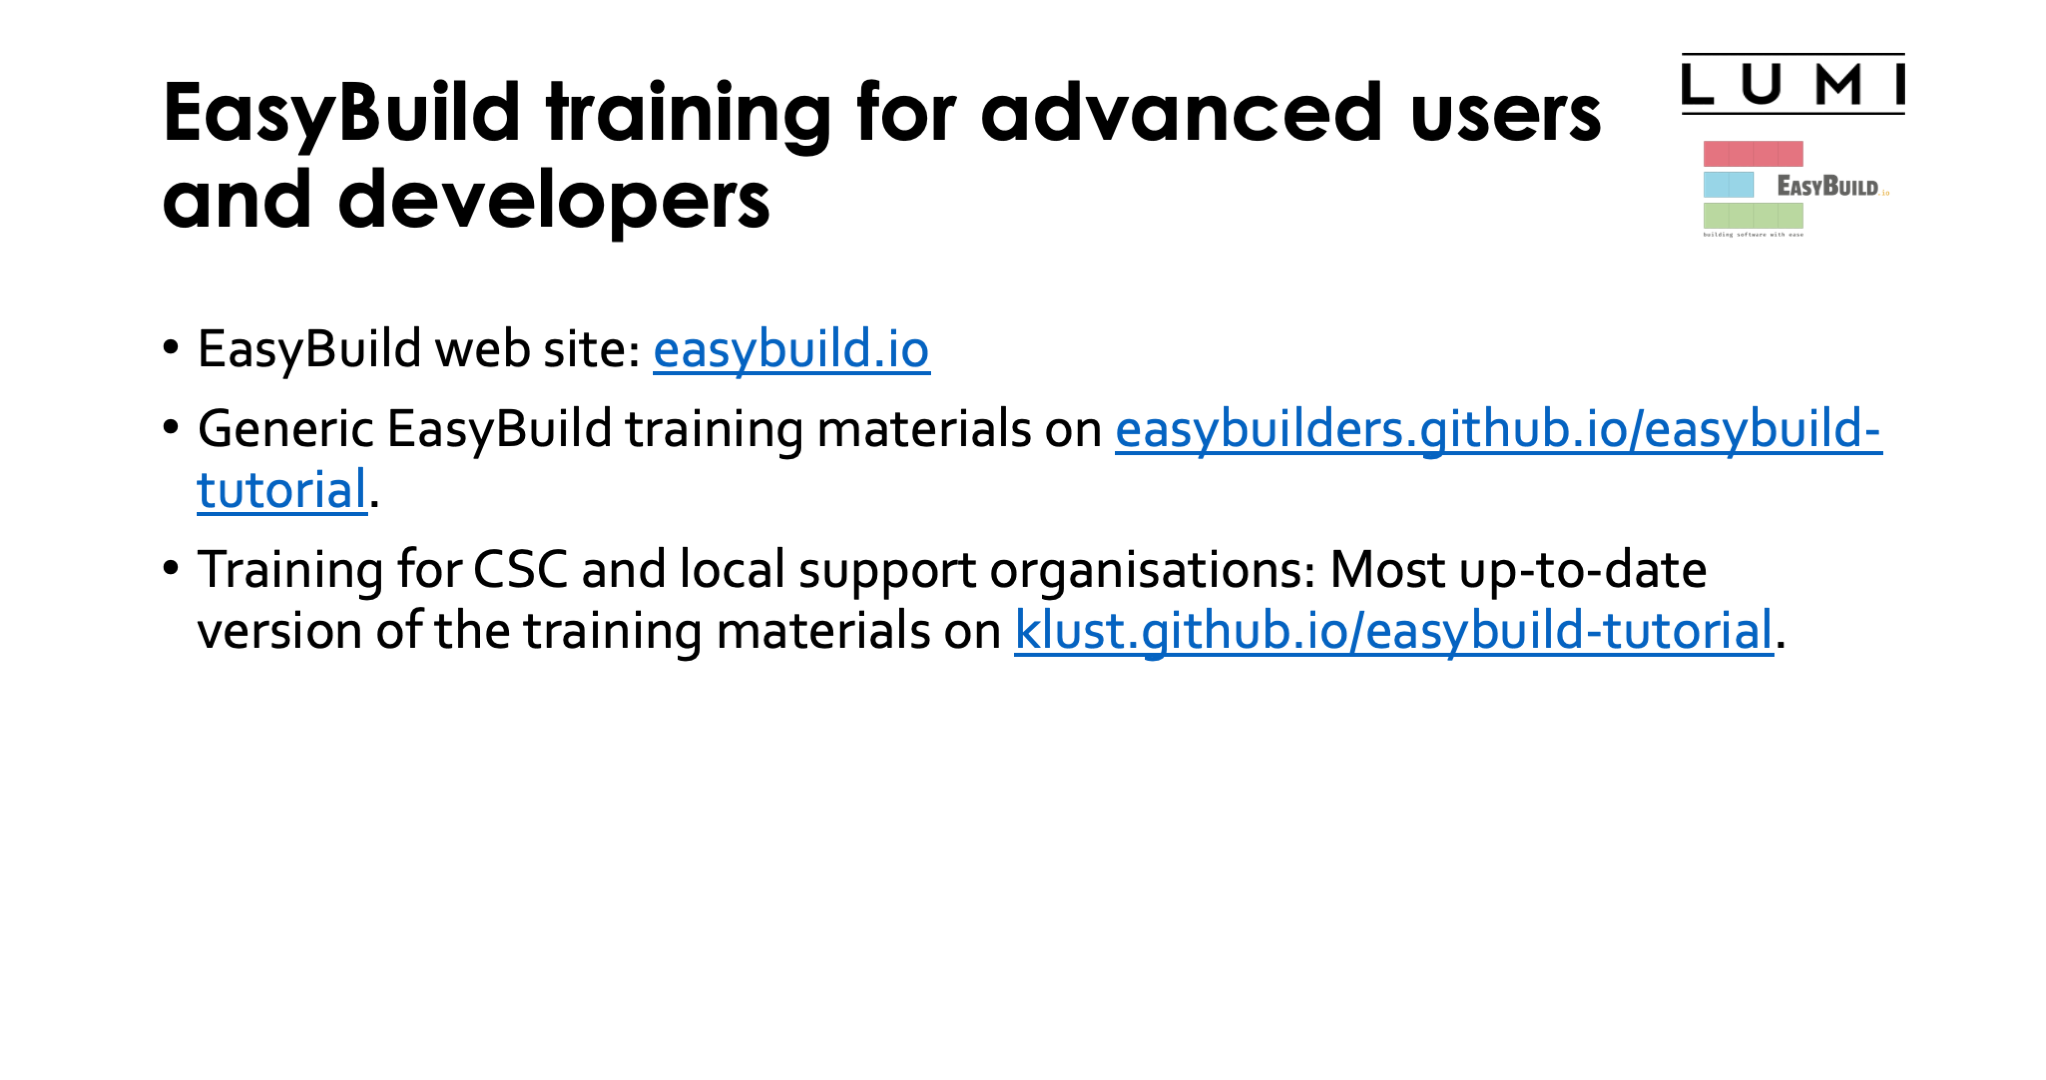 EasyBuild training for advanced users
and developers
LUMI
EASYBUILD.io
building software with ease
• EasyBuild web site: easybuild.io
• Generic EasyBuild training materials on easybuilders.github.io/easybuild-
tutorial.
• Training for CSC and local support organisations: Most up-to-date
version of the training materials on klust.github.io/easybuild-tutorial.